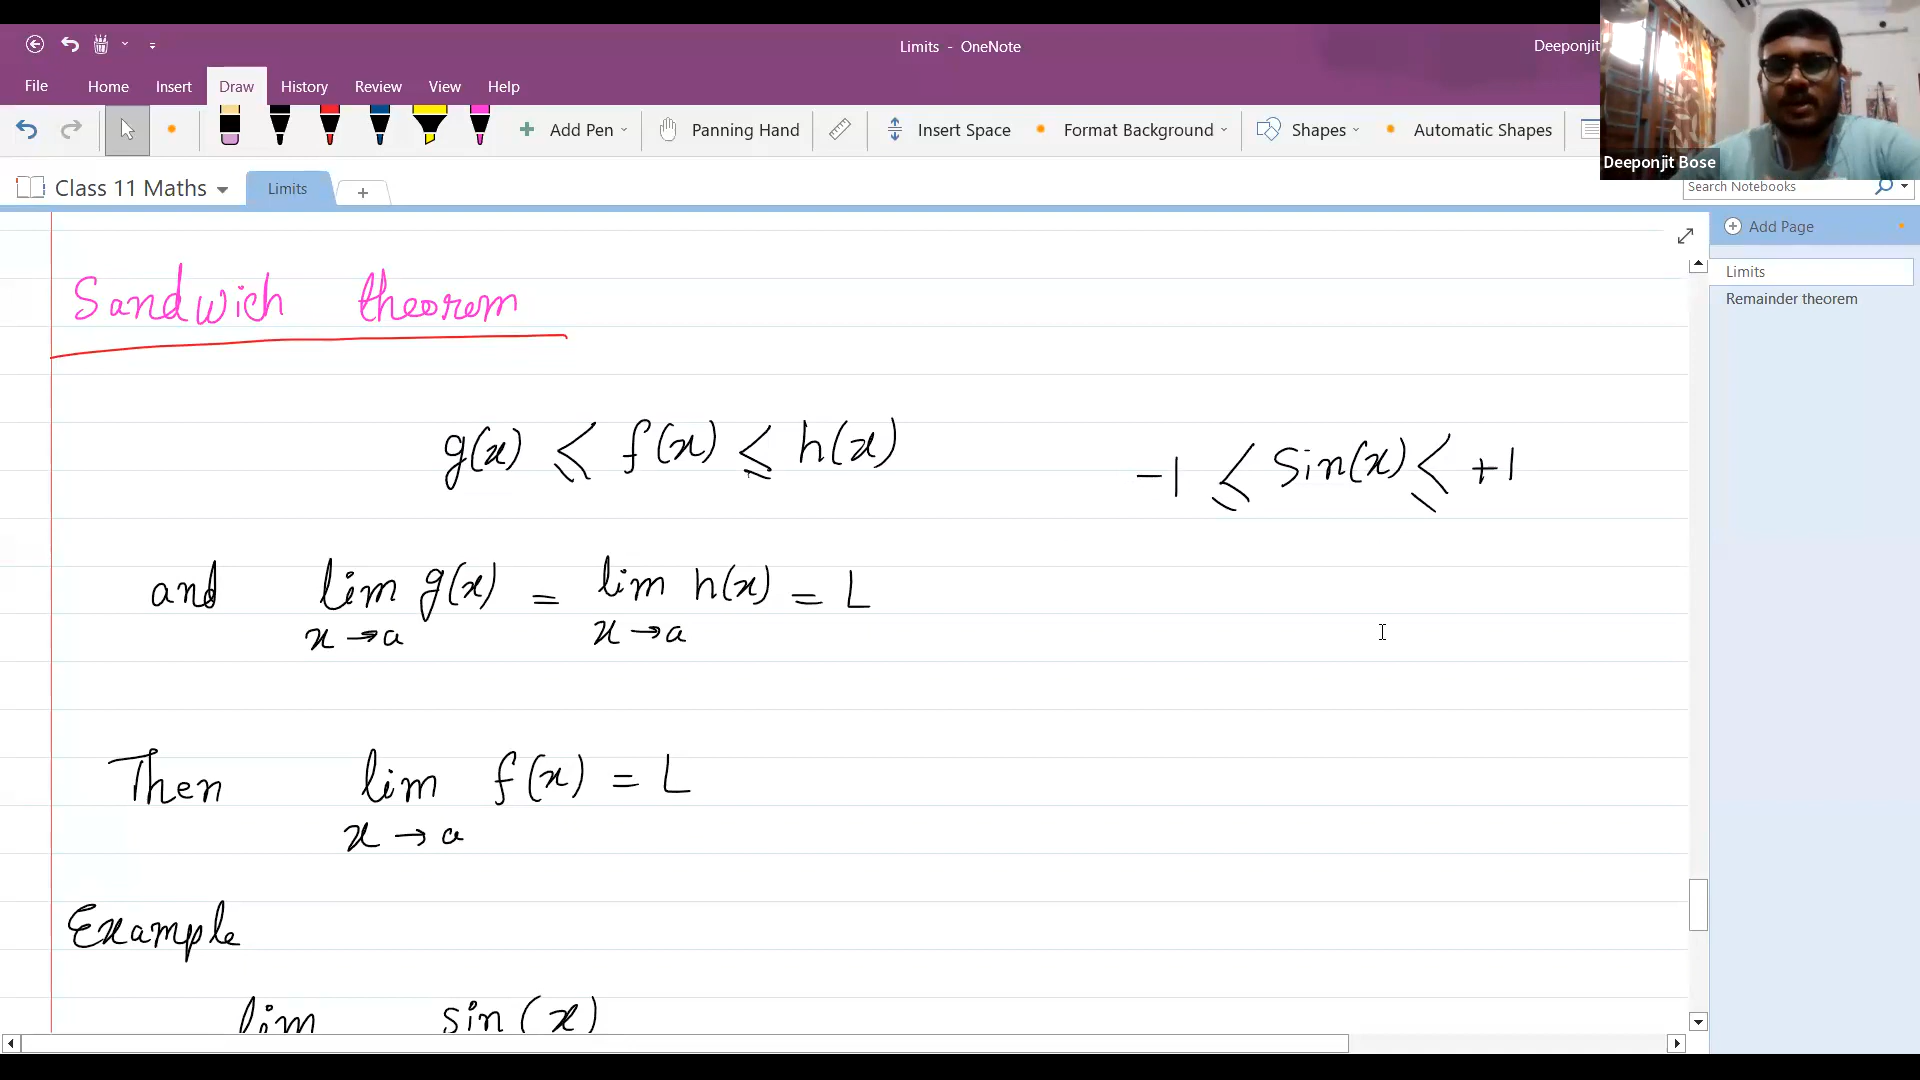 Limits - OneNote
Deeponjit
File Home Insert Draw History Review View Help
Add Pen Panning Hand Insert Space Format Background Shapes Automatic Shapes
Deeponjit Bose
Class 11 Maths Limits +
Search Notebooks
Add Page
Limits
Remainder theorem
Sandwich theorem
g(x) ≤ f(x) ≤ h(x)
-1 ≤ Sin(x) ≤ +1
and lim g(x) = lim h(x) = L
x → a x → a
Then lim f(x) = L
x → a
Example
lim sin(x)